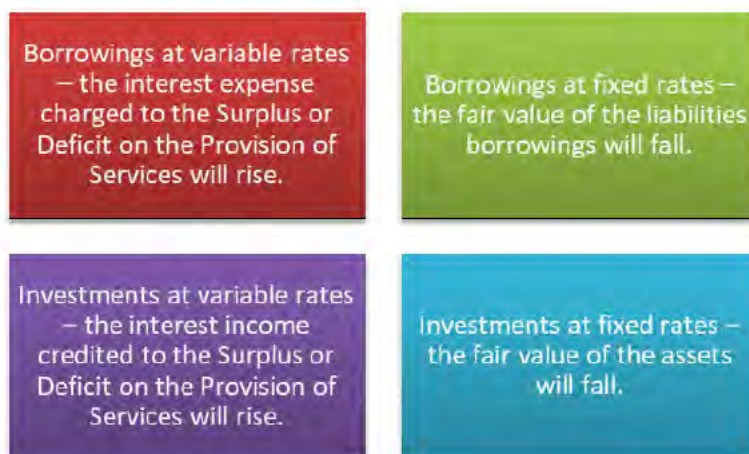 Borrowings at variable rates
– the interest expense
charged to the Surplus or
Deficit on the Provision of
Services will rise.
Borrowings at fixed rates –
the fair value of the liabilities
borrowings will fall.
Investments at variable rates
– the interest income
credited to the Surplus or
Deficit on the Provision of
Services will rise.
Investments at fixed rates –
the fair value of the assets
will fall.